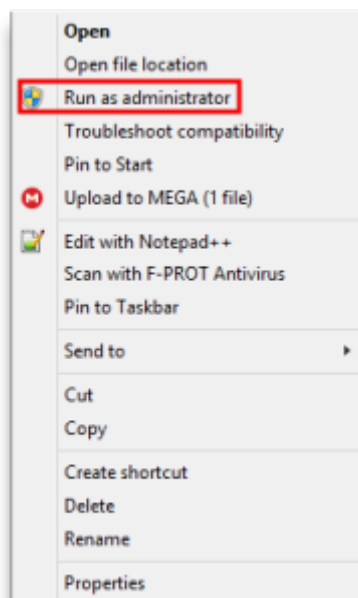 Open
Open file location
Run as administrator
Troubleshoot compatibility
Pin to Start
Upload to MEGA (1 file)
Edit with Notepad++
Scan with F-PROT Antivirus
Pin to Taskbar
Send to
Cut
Copy
Create shortcut
Delete
Rename
Properties